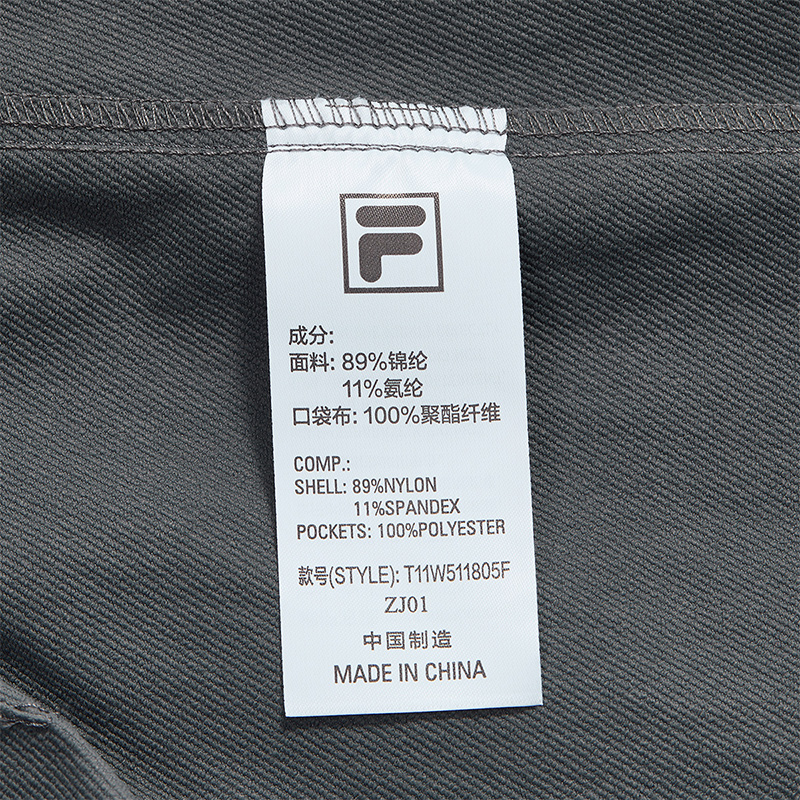 F
成分:
面料: 89%锦纶
11%氨纶
口袋布: 100%聚酯纤维
COMP.:
SHELL: 89%NYLON
11%SPANDEX
POCKETS: 100%POLYESTER
款号(STYLE): T11W511805F
ZJ01
中国制造
MADE IN CHINA